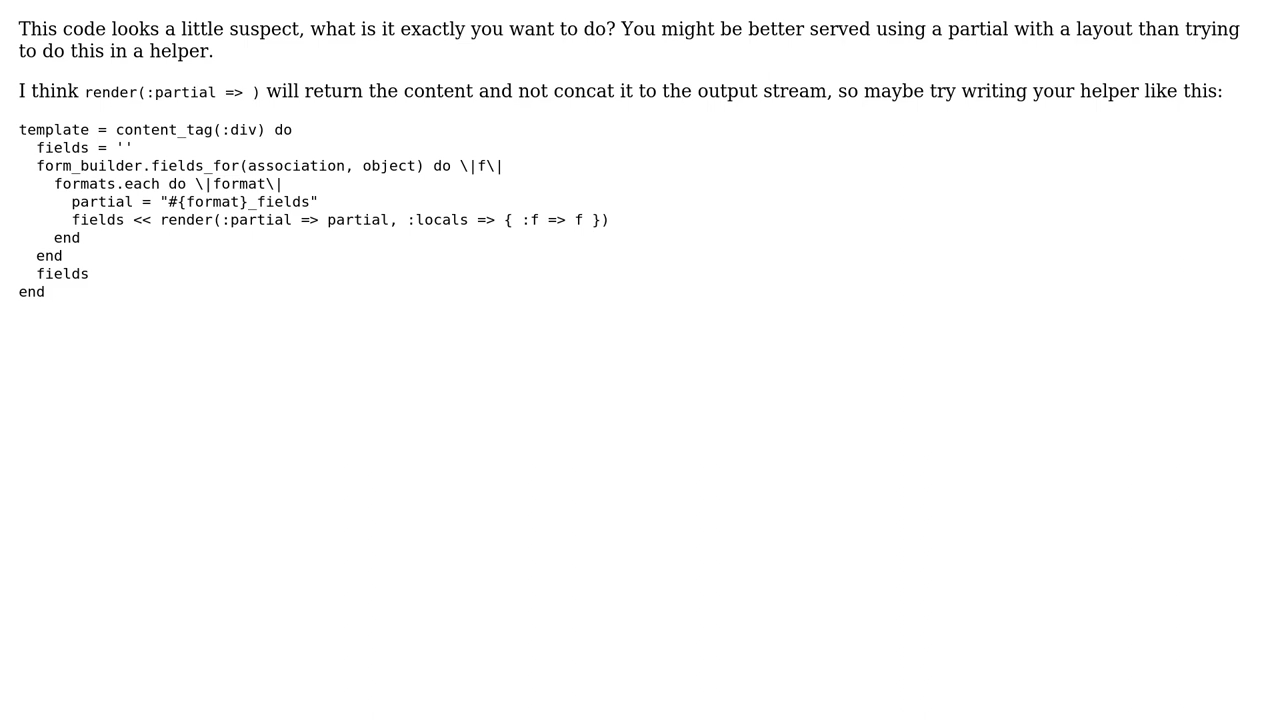 This code looks a little suspect, what is it exactly you want to do? You might be better served using a partial with a layout than trying
to do this in a helper.
I think render(:partial => ) will return the content and not concat it to the output stream, so maybe try writing your helper like this:
template = content_tag(:div) do
  fields = ''
  form_builder.fields_for(association, object) do \|f\|
    formats.each do \|format\|
      partial = "#{format}_fields"
      fields << render(:partial => partial, :locals => { :f => f })
    end
  end
  fields
end